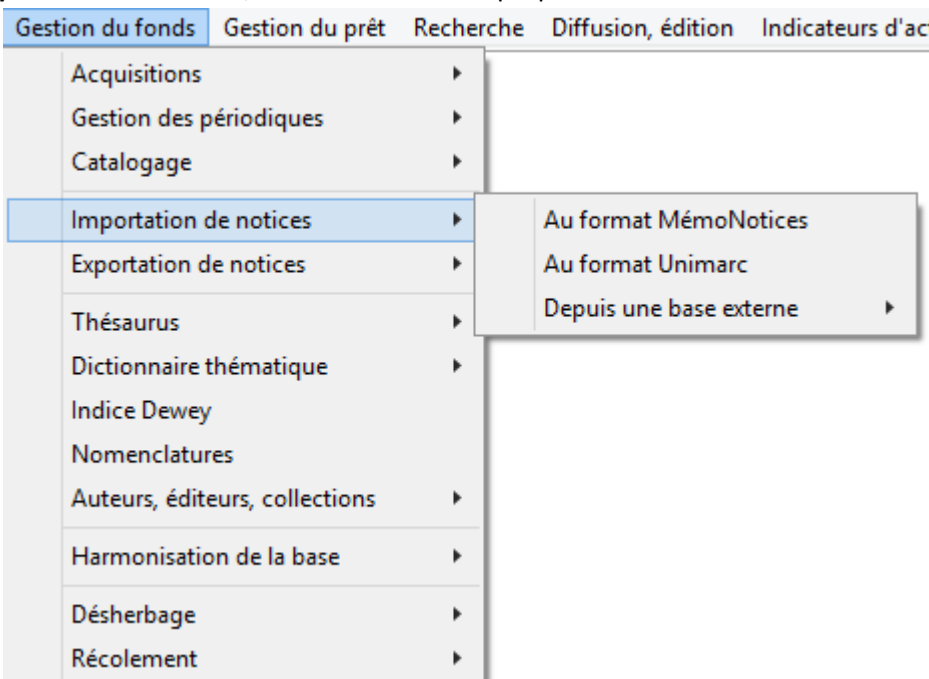 Gestion du fonds Gestion du prêt Recherche Diffusion, édition Indicateurs d'ac
Acquisitions
Gestion des périodiques
Catalogage
Importation de notices
Au format MémoNotices
Exportation de notices
Au format Unimarc
Depuis une base externe
Thésaurus
Dictionnaire thématique
Indice Dewey
Nomenclatures
Auteurs, éditeurs, collections
Harmonisation de la base
Désherbage
Récolement